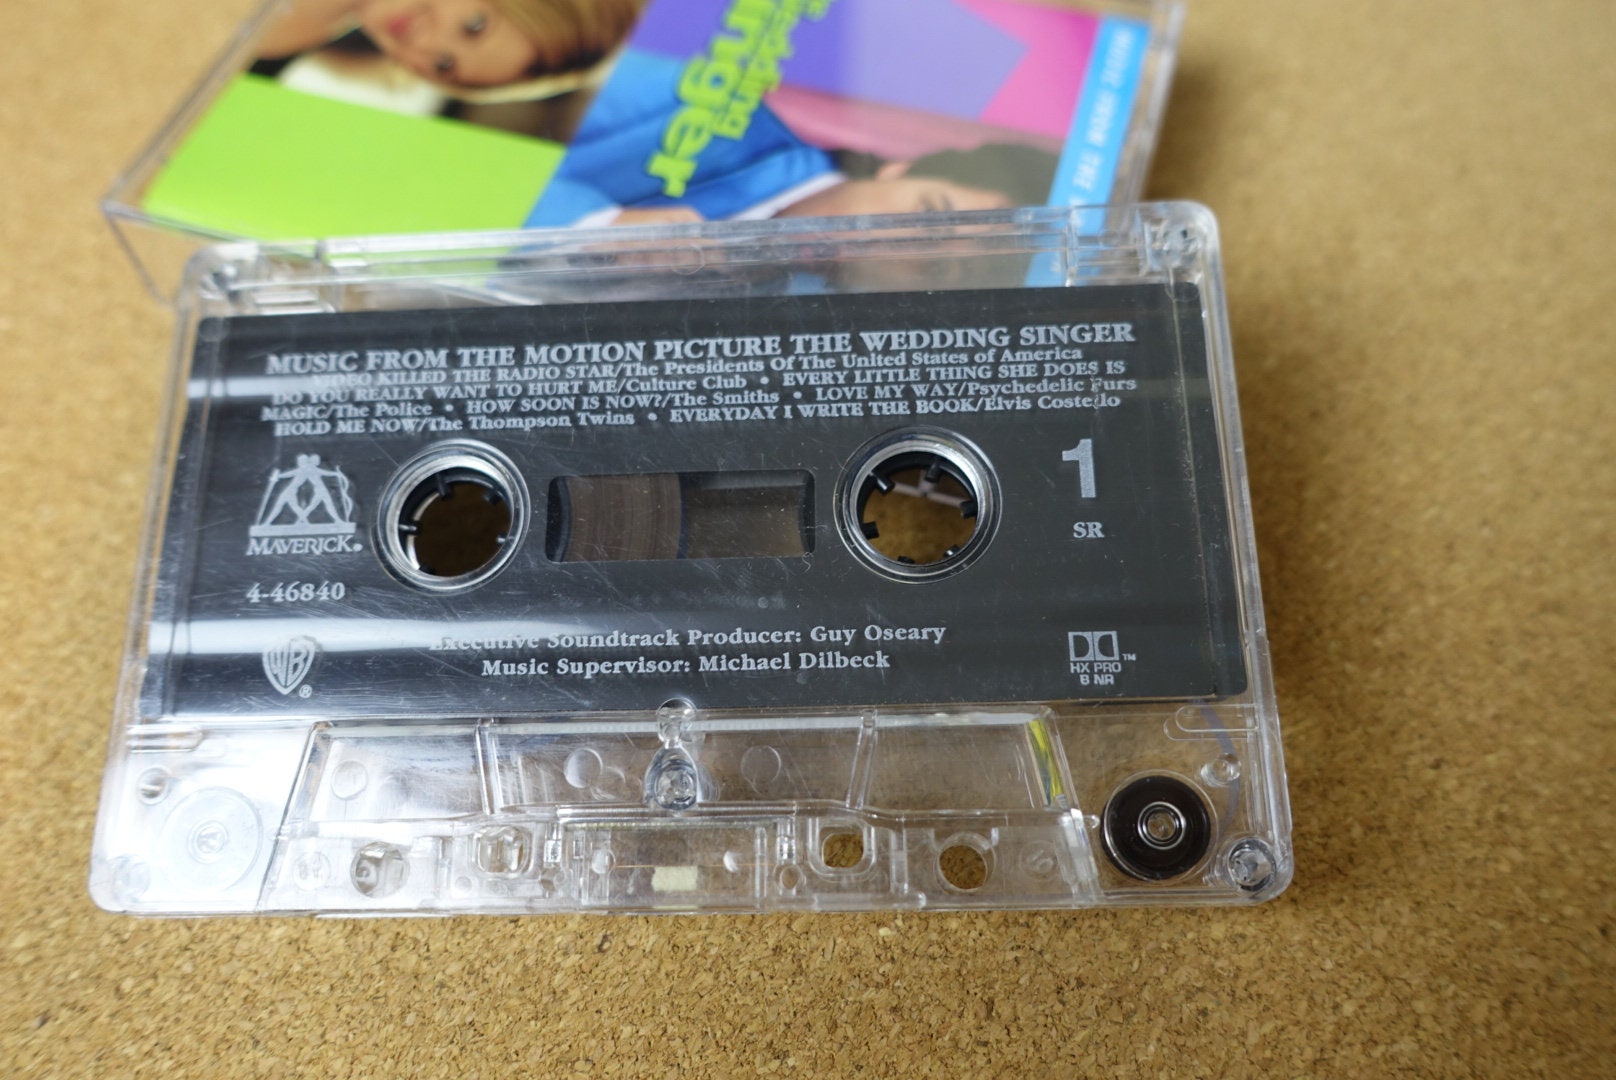 dding
inger
MUSIC FROM THE MOTION PICTURE THE WEDDING SINGER
VIDEO KILLED THE RADIO STAR/The Presidents Of The United States of America
DO YOU REALLY WANT TO HURT ME/Culture Club • EVERY LITTLE THING SHE DOES IS
MAGIC/The Police • HOW SOON IS NOW?/The Smiths • LOVE MY WAY/Psychedelic Furs
HOLD ME NOW/The Thompson Twins • EVERYDAY I WRITE THE BOOK/Elvis Costello
1
SR
MAVERICK®
4-46840
WB®
Executive Soundtrack Producer: Guy Oseary
Music Supervisor: Michael Dilbeck
HX PRO™
B NR